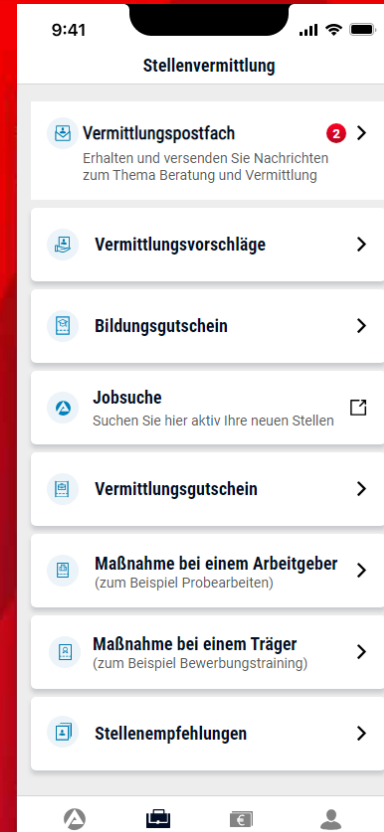 9:41
Stellenvermittlung
Vermittlungspostfach 2
Erhalten und versenden Sie Nachrichten
zum Thema Beratung und Vermittlung
Vermittlungsvorschläge
Bildungsgutschein
Jobsuche
Suchen Sie hier aktiv Ihre neuen Stellen
Vermittlungsgutschein
Maßnahme bei einem Arbeitgeber
(zum Beispiel Probearbeiten)
Maßnahme bei einem Träger
(zum Beispiel Bewerbungstraining)
Stellenempfehlungen
€